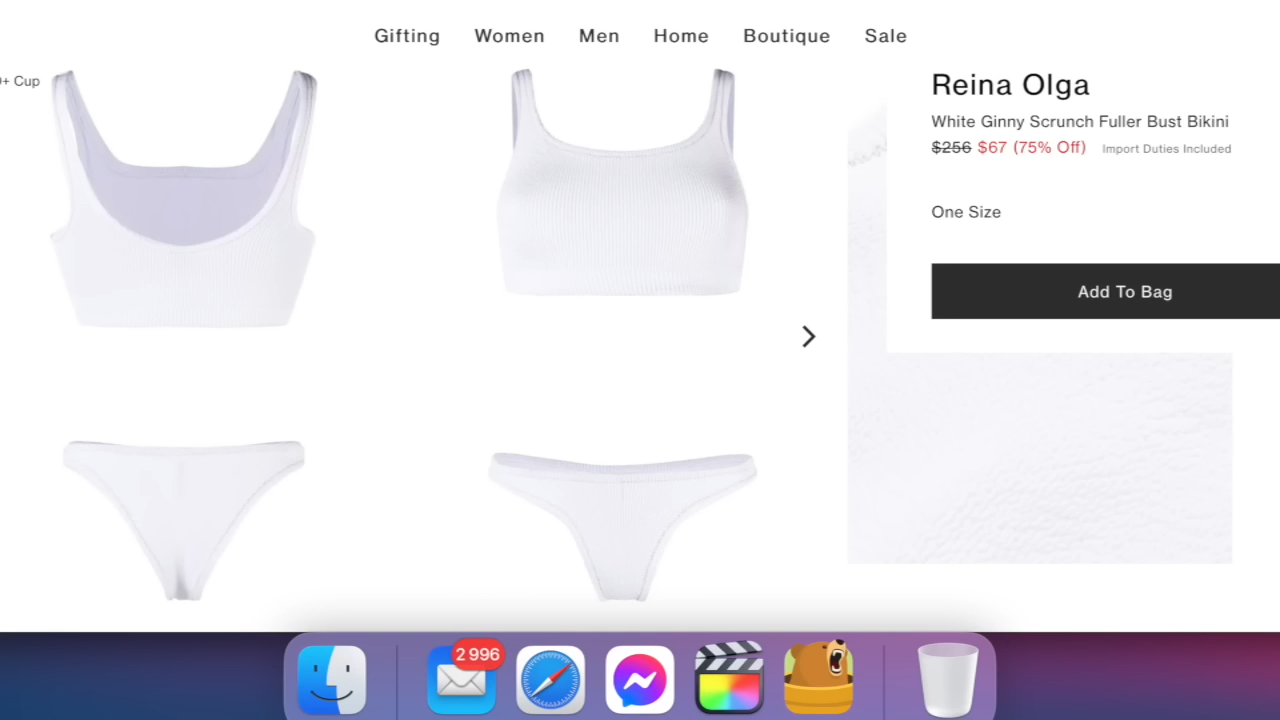 Gifting Women Men Home Boutique Sale
+ Cup
Reina Olga
White Ginny Scrunch Fuller Bust Bikini
$256 $67 (75% Off) Import Duties Included
One Size
Add To Bag
2 996